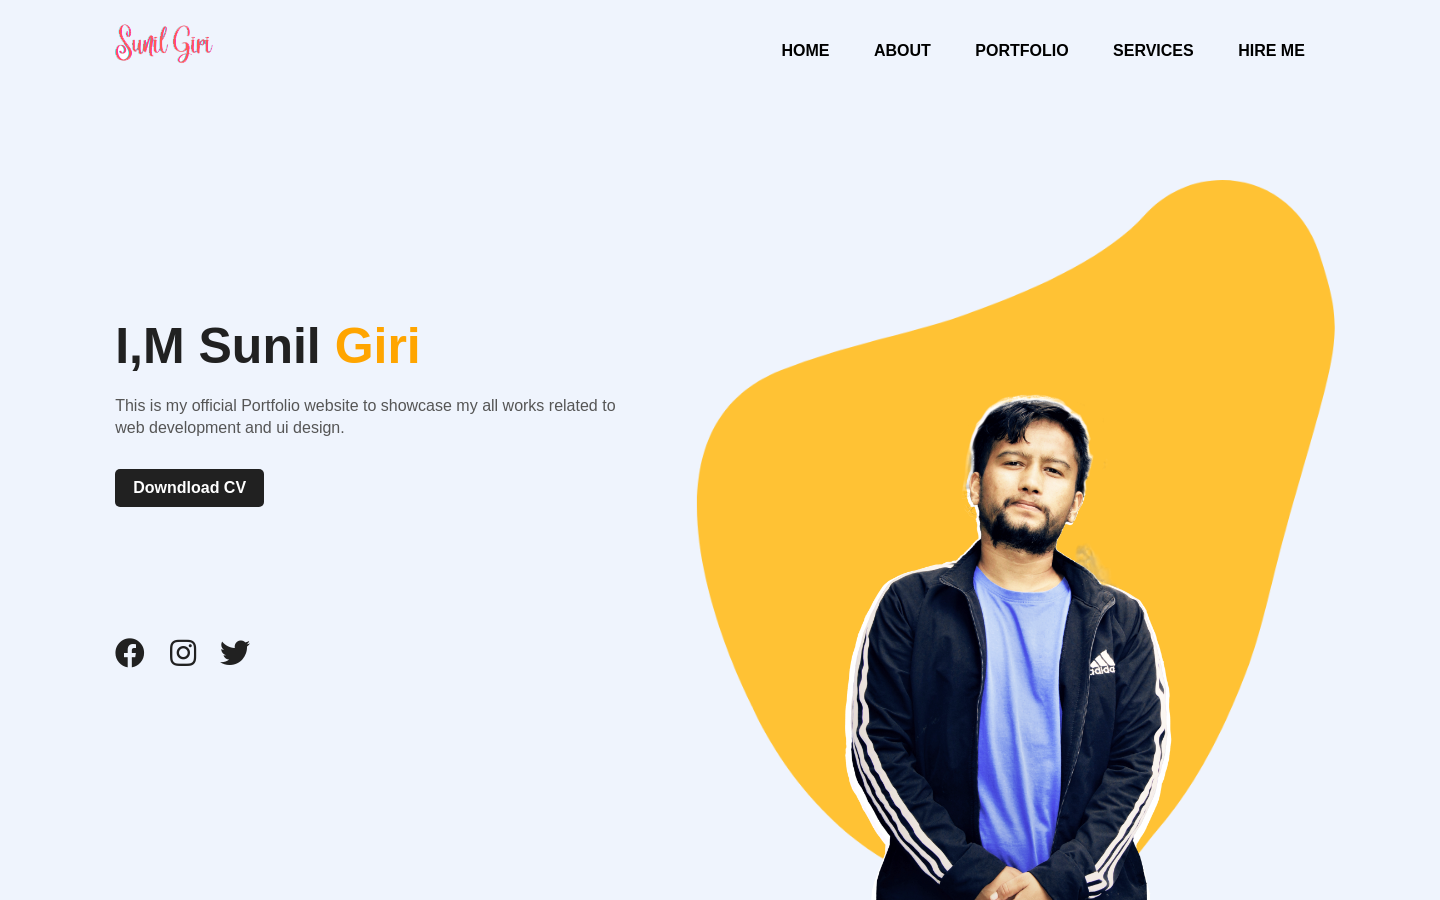 Sunil Giri
HOME ABOUT PORTFOLIO SERVICES HIRE ME
I,M Sunil Giri
This is my official Portfolio website to showcase my all works related to
web development and ui design.
Downdload CV
adidas